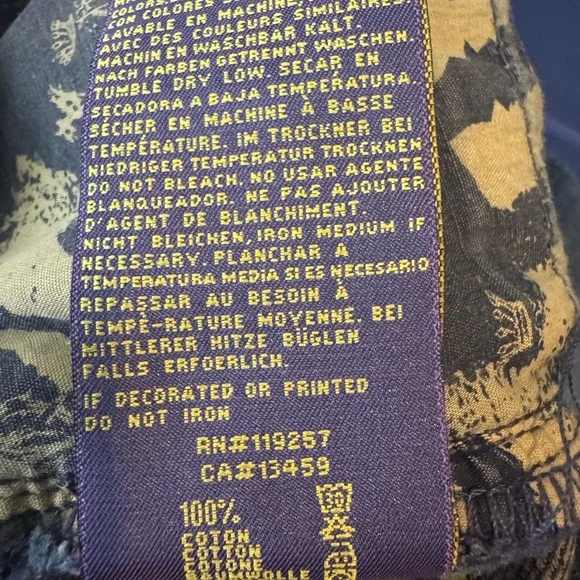 CON COLORES
LAVABLE EN MACHINE,
AVEC DES COULEURS SIMILAIRES
MACHIN EN WASCHBAR KALT.
NACH FARBEN GETRENNT WASCHEN.
TUMBLE DRY LOW. SECAR EN
SECADORA A BAJA TEMPERATURA.
SÉCHER EN MACHINE À BASSE
TEMPÉRATURE. IM TROCKNER BEI
NIEDRIGER TEMPERATUR TROCKNEN
DO NOT BLEACH. NO USAR AGENTE
BLANQUEADOR. NE PAS AJOUTER
D'AGENT DE BLANCHIMENT.
NICHT BLEICHEN, IRON MEDIUM IF
NECESSARY. PLANCHAR À
TEMPERATURA MEDIA SI ES NECESARIO
REPASSAR AU BESOIN À
TEMPÈ-RATURE MOYENNE. BEI
MITTLERER HITZE BÜGLEN
FALLS ERFOERLICH.
IF DECORATED OR PRINTED
DO NOT IRON
RN#119257
CA#13459
100%
COTON
COTTON
COTONE
BAUMWOLLE
30